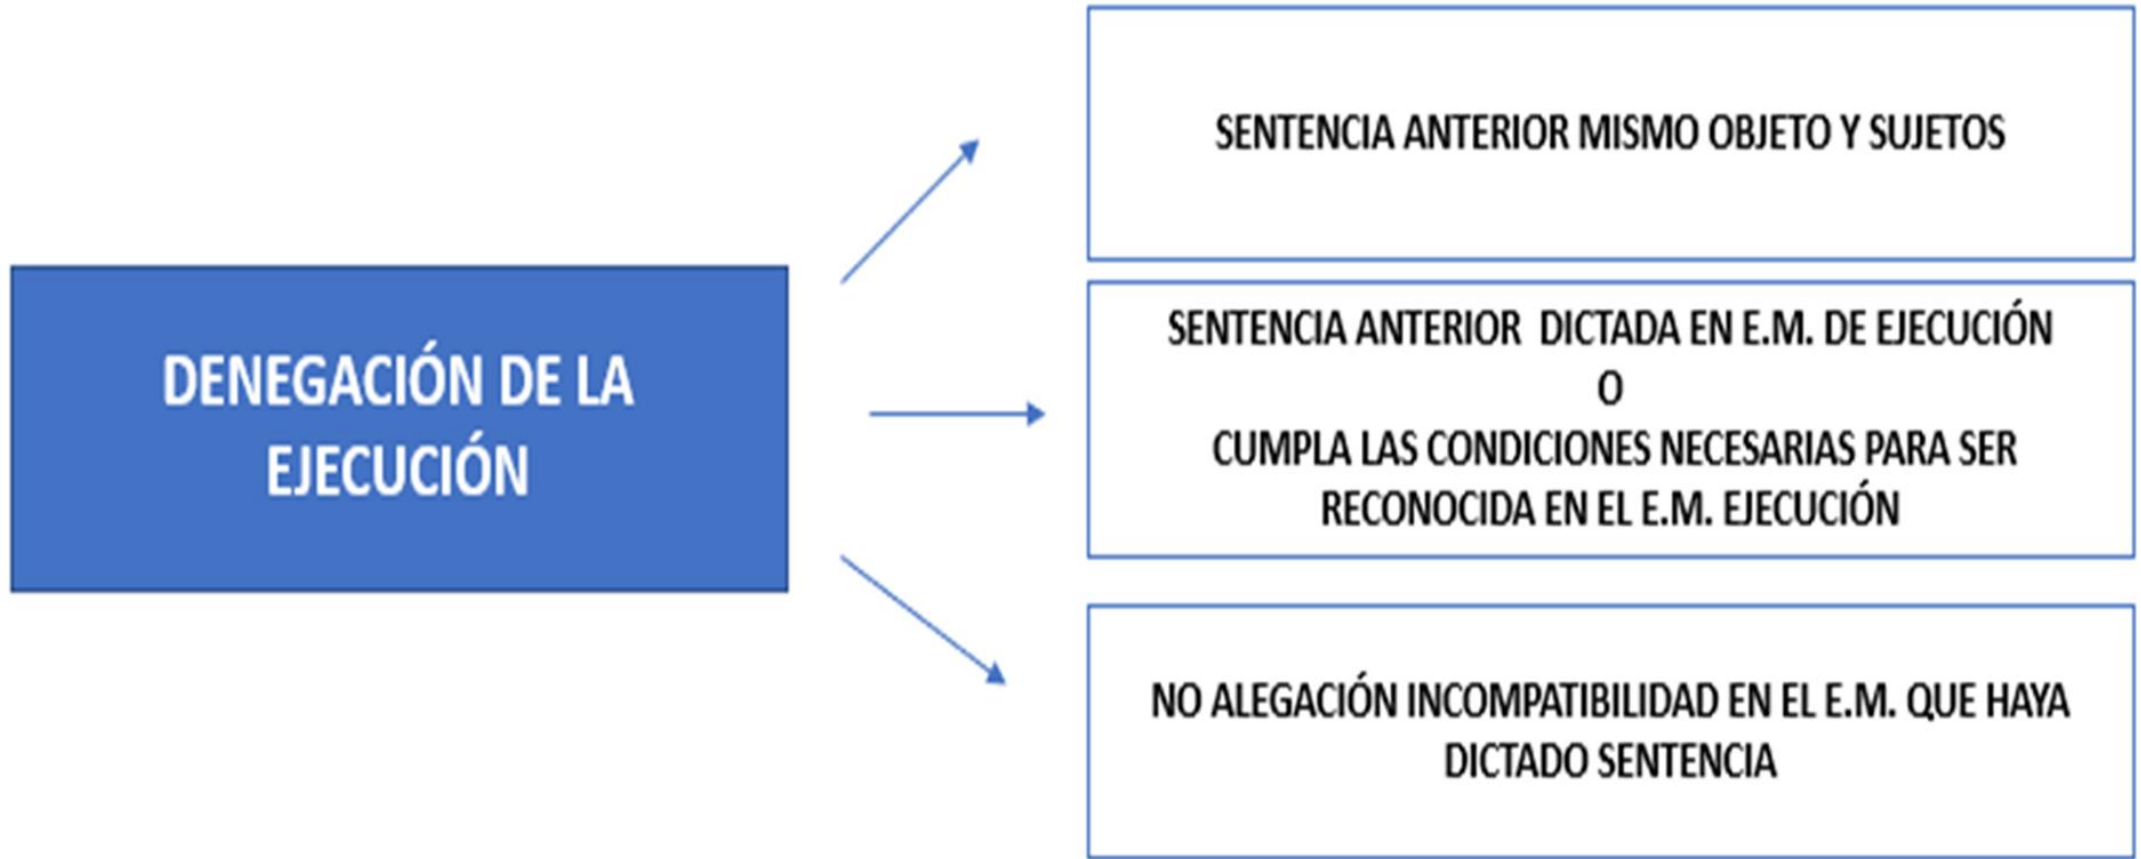 DENEGACIÓN DE LA
EJECUCIÓN
SENTENCIA ANTERIOR MISMO OBJETO Y SUJETOS
SENTENCIA ANTERIOR DICTADA EN E.M. DE EJECUCIÓN
O
CUMPLA LAS CONDICIONES NECESARIAS PARA SER
RECONOCIDA EN EL E.M. EJECUCIÓN
NO ALEGACIÓN INCOMPATIBILIDAD EN EL E.M. QUE HAYA
DICTADO SENTENCIA